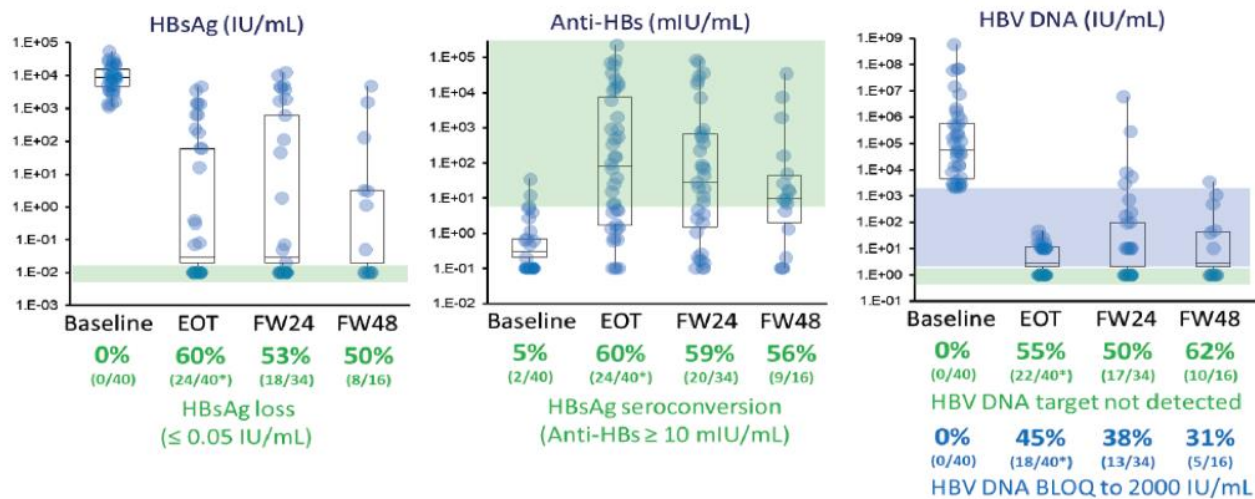 HBsAg (IU/mL)
1.E+05
1.E+04
1.E+03
1.E+02
1.E+01
1.E+00
1.E-01
1.E-02
1.E-03
Baseline EOT FW24 FW48
0% 60% 53% 50%
(0/40) (24/40*) (18/34) (8/16)
HBsAg loss
(≤ 0.05 IU/mL)
Anti-HBs (mIU/mL)
1.E+05
1.E+04
1.E+03
1.E+02
1.E+01
1.E+00
1.E-01
1.E-02
Baseline EOT FW24 FW48
5% 60% 59% 56%
(2/40) (24/40*) (20/34) (9/16)
HBsAg seroconversion
(Anti-HBs ≥ 10 mIU/mL)
HBV DNA (IU/mL)
1.E+09
1.E+08
1.E+07
1.E+06
1.E+05
1.E+04
1.E+03
1.E+02
1.E+01
1.E+00
1.E-01
Baseline EOT FW24 FW48
0% 55% 50% 62%
(0/40) (22/40*) (17/34) (10/16)
HBV DNA target not detected
0% 45% 38% 31%
(0/40) (18/40*) (13/34) (5/16)
HBV DNA BLOQ to 2000 IU/mL